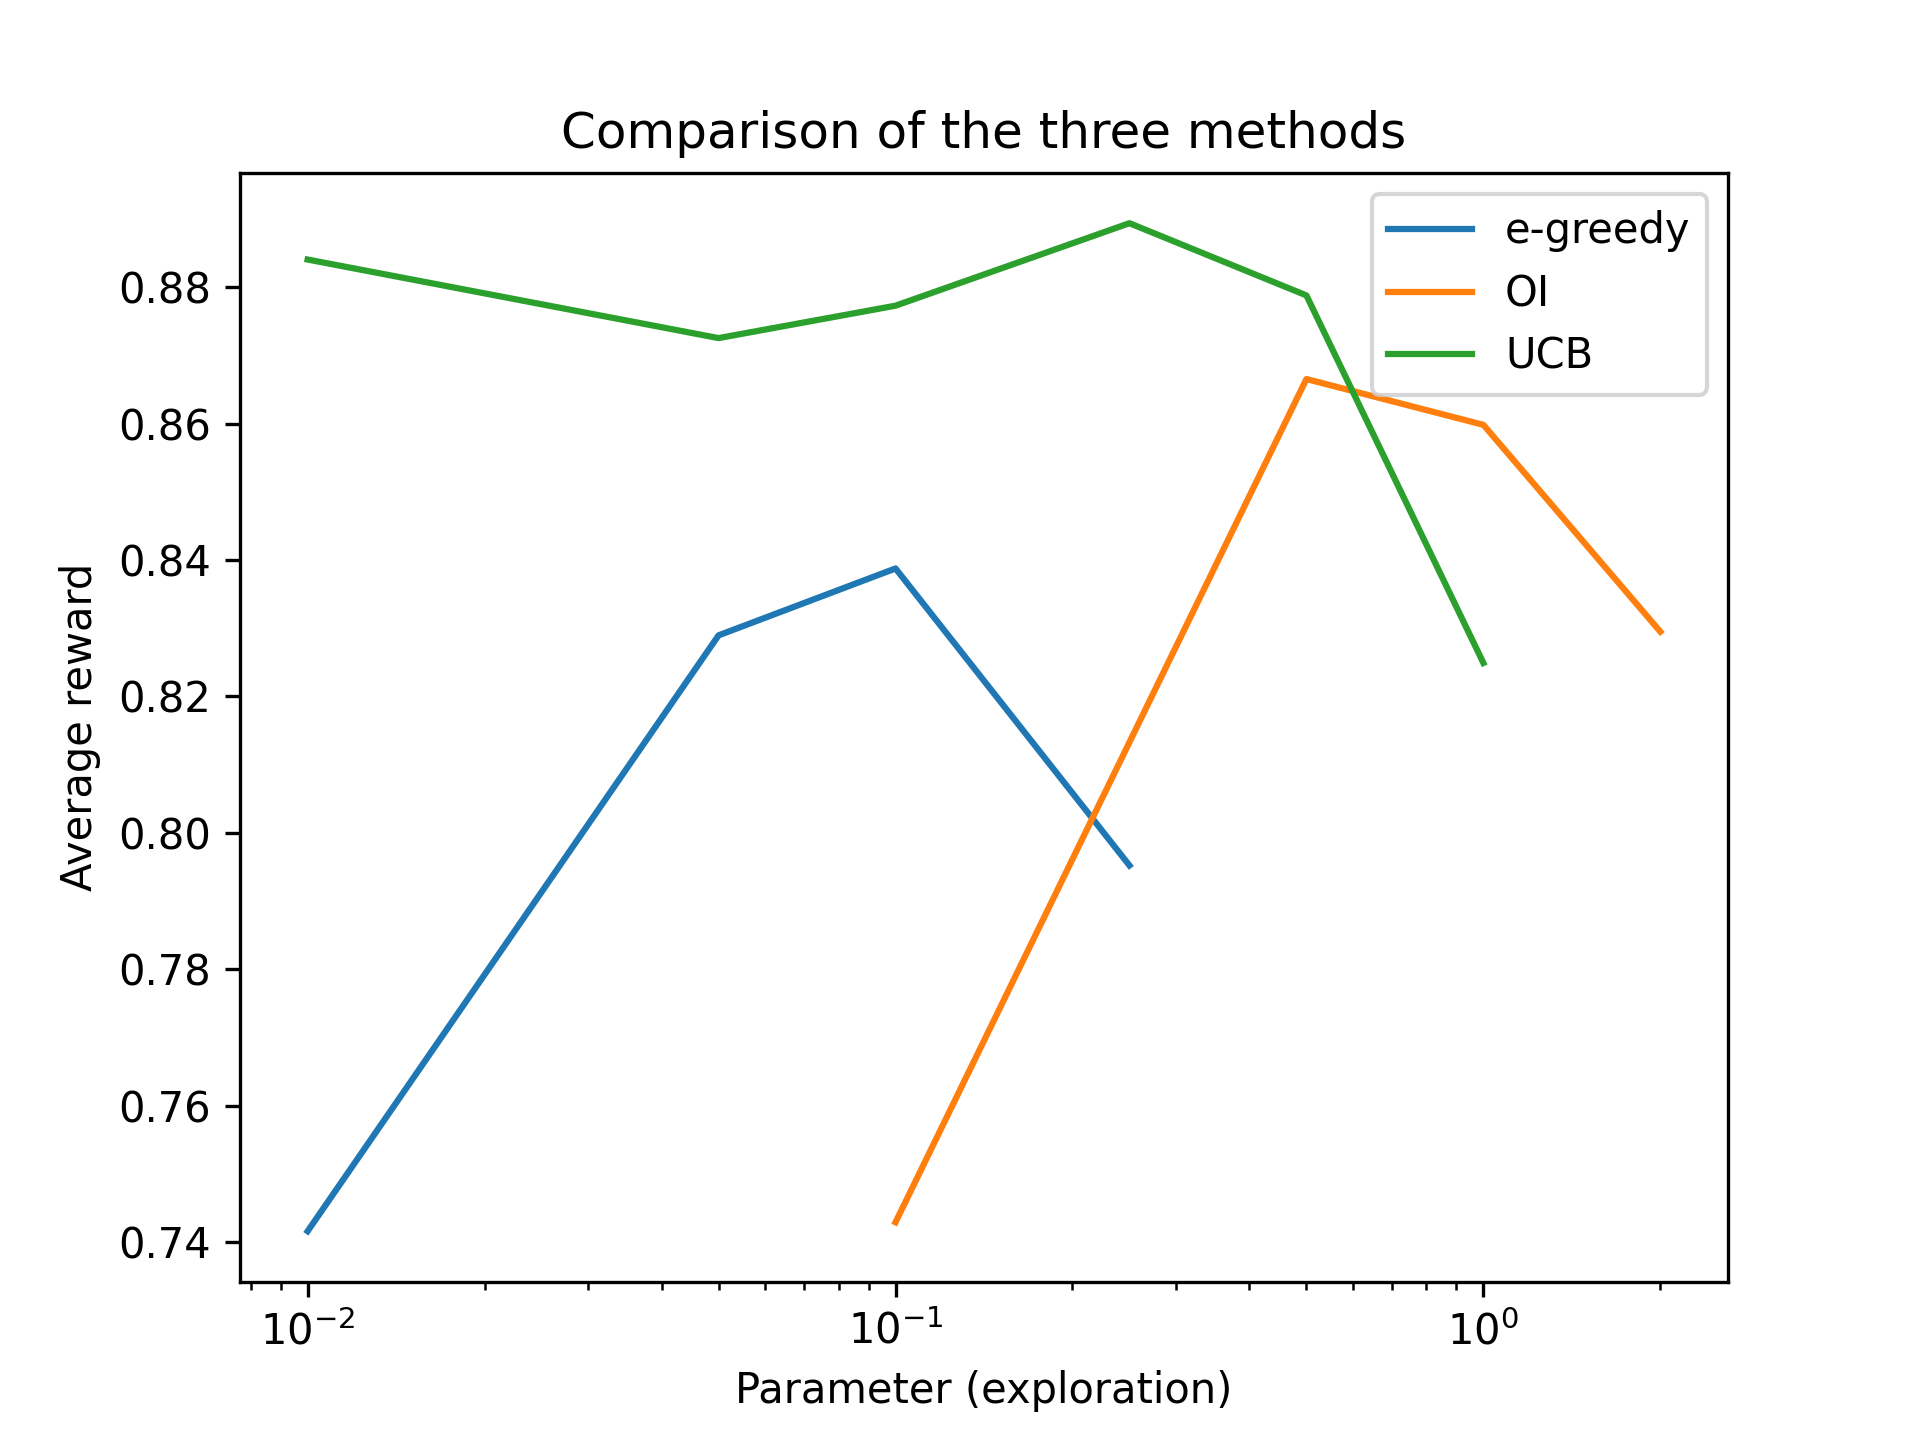 Comparison of the three methods
e-greedy
OI
UCB
Average reward
0.88
0.86
0.84
0.82
0.80
0.78
0.76
0.74
10⁻² 10⁻¹ 10⁰
Parameter (exploration)